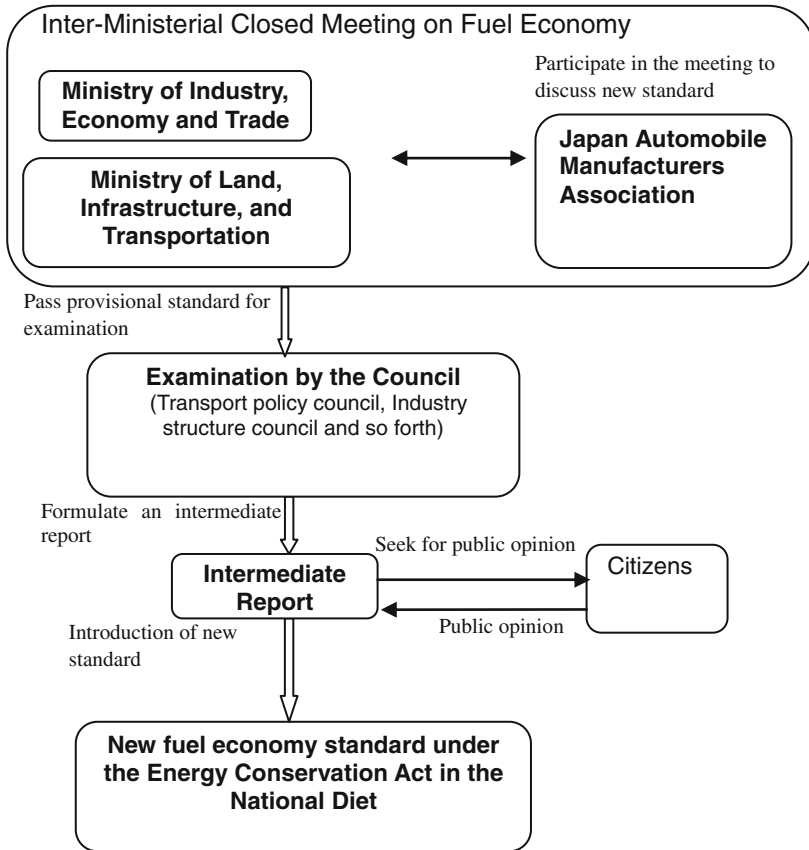 Inter-Ministerial Closed Meeting on Fuel Economy
Ministry of Industry,
Economy and Trade
Ministry of Land,
Infrastructure, and
Transportation
Participate in the meeting to
discuss new standard
Japan Automobile
Manufacturers
Association
Pass provisional standard for
examination
Examination by the Council
(Transport policy council, Industry
structure council and so forth)
Formulate an intermediate
report
Intermediate
Report
Seek for public opinion
Citizens
Public opinion
Introduction of new
standard
New fuel economy standard under
the Energy Conservation Act in the
National Diet